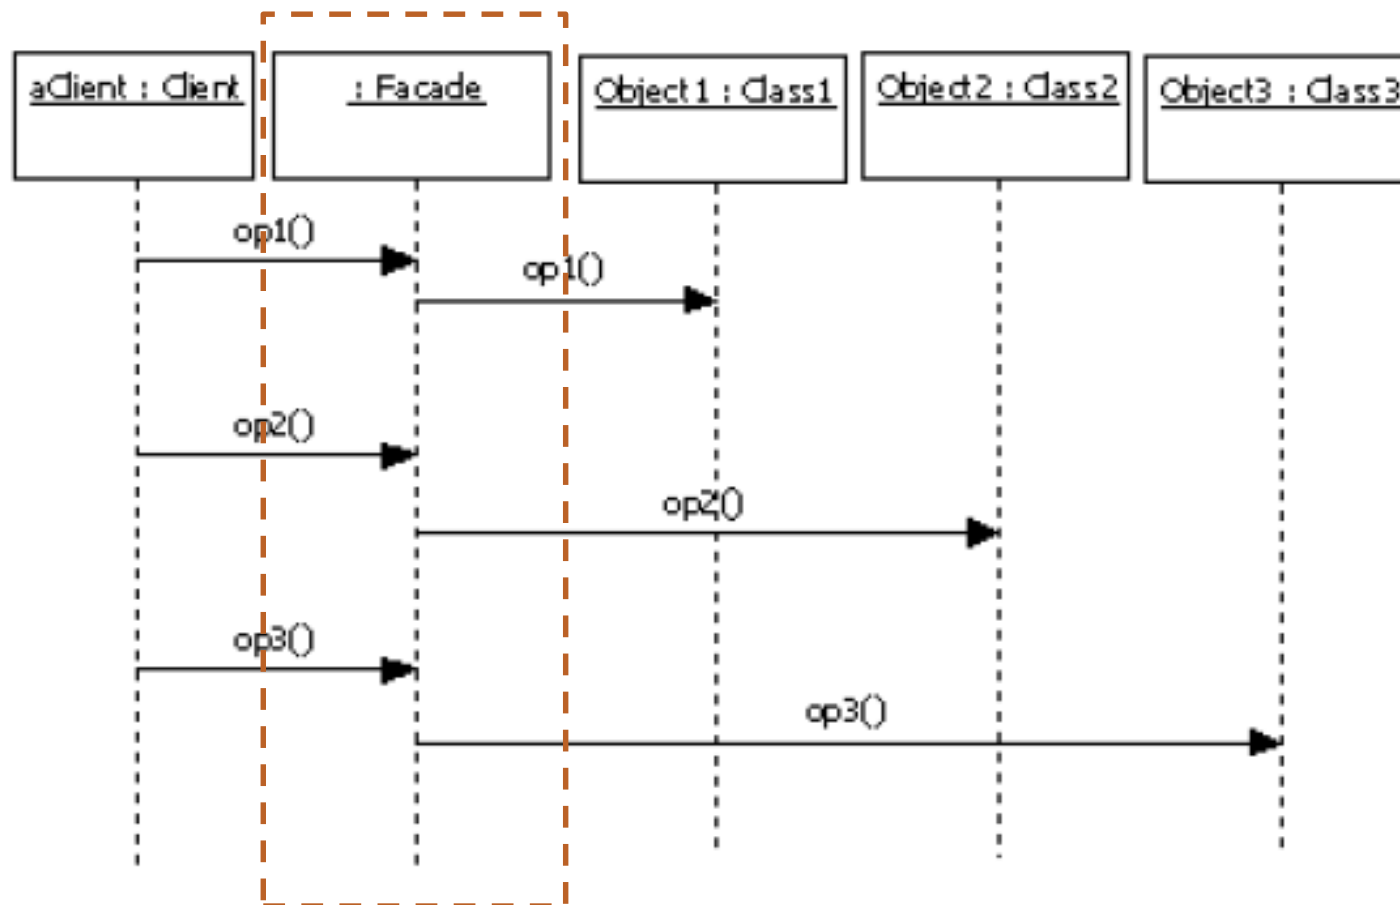 aClient : Client
: Facade
Object1 : Class1
Object2 : Class2
Object3 : Class3
op1()
op1()
op2()
op2()
op3()
op3()